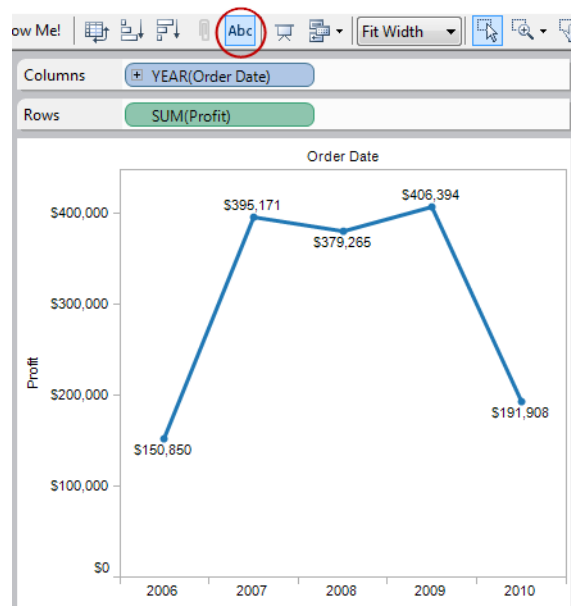 ow Me! Abc Fit Width
Columns YEAR(Order Date)
Rows SUM(Profit)
Order Date
$406,394
$395,171
$400,000
$379,265
$300,000
Profit
$200,000
$191,908
$150,850
$100,000
$0
2006 2007 2008 2009 2010